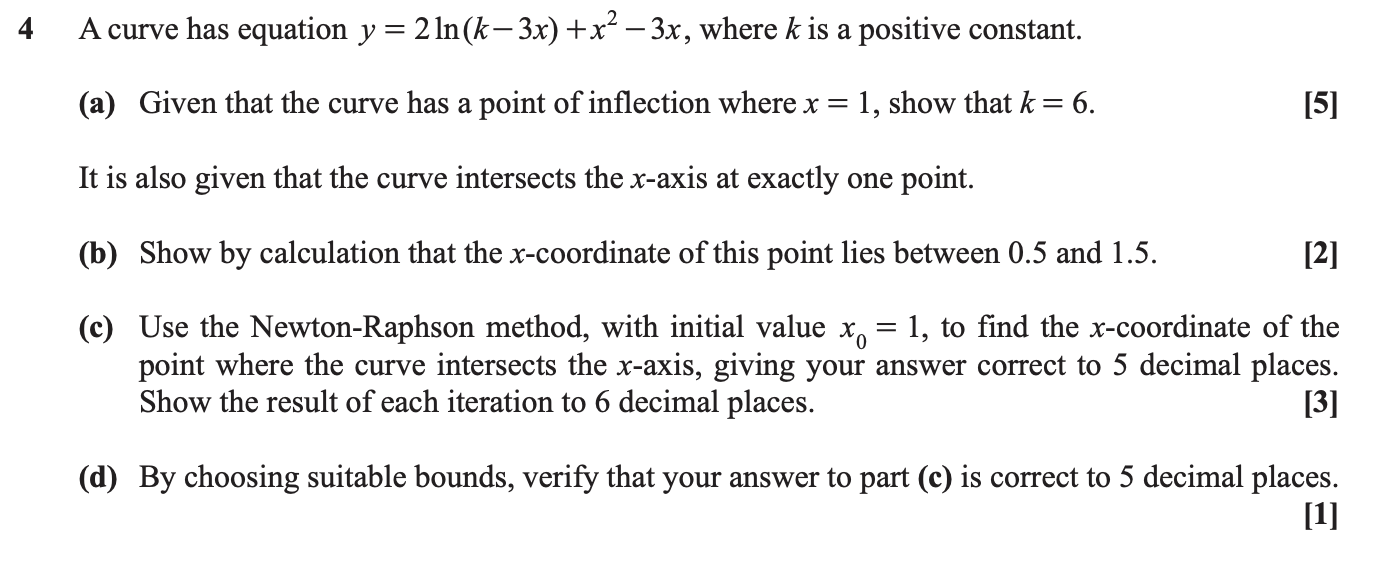 4 A curve has equation y = 2 ln(k − 3x) + x² − 3x, where k is a positive constant.
(a) Given that the curve has a point of inflection where x = 1, show that k = 6. [5]
It is also given that the curve intersects the x-axis at exactly one point.
(b) Show by calculation that the x-coordinate of this point lies between 0.5 and 1.5. [2]
(c) Use the Newton-Raphson method, with initial value x₀ = 1, to find the x-coordinate of the
point where the curve intersects the x-axis, giving your answer correct to 5 decimal places.
Show the result of each iteration to 6 decimal places. [3]
(d) By choosing suitable bounds, verify that your answer to part (c) is correct to 5 decimal places.
[1]